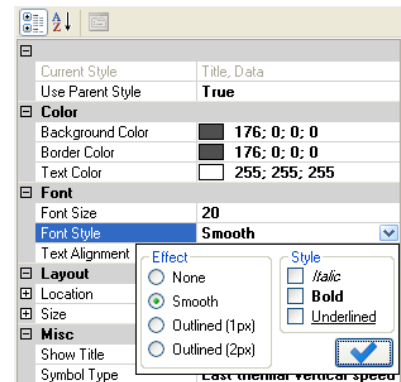 Current Style Title, Data
Use Parent Style True
Color
Background Color 176; 0; 0; 0
Border Color 176; 0; 0; 0
Text Color 255; 255; 255
Font
Font Size 20
Font Style Smooth
Text Alignment
Effect
None
Smooth
Outlined (1px)
Outlined (2px)
Style
Italic
Bold
Underlined
Layout
Location
Size
Misc
Show Title
Symbol Type Last thermal vertical speed